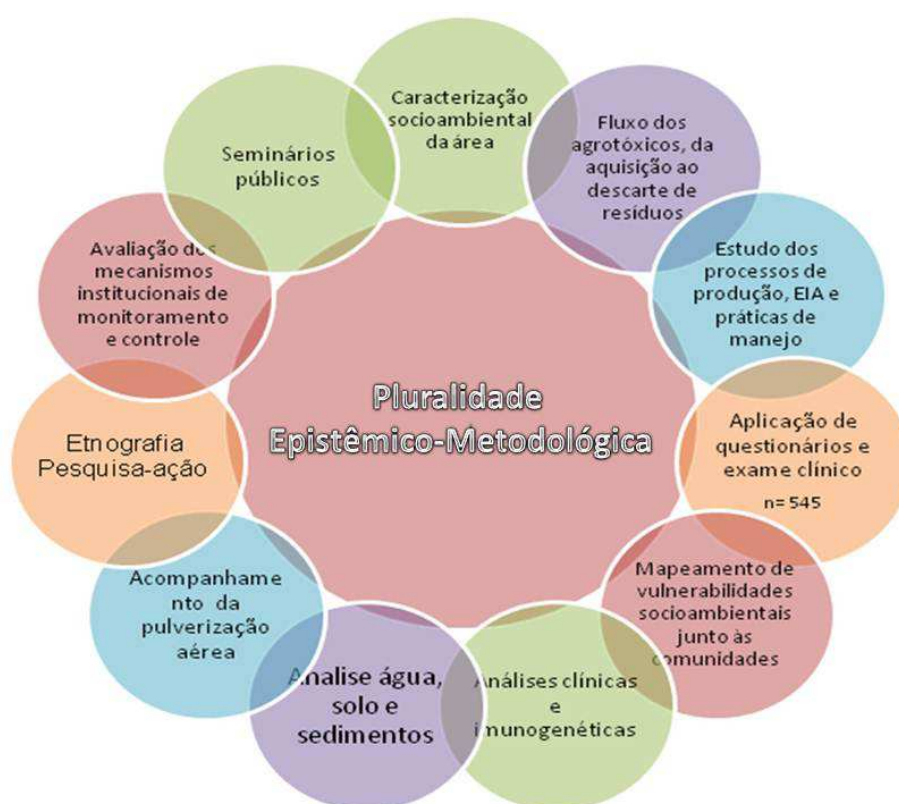 Caracterização
socioambiental
da área
Fluxo dos
agrotóxicos, da
aquisição ao
descarte de
resíduos
Estudo dos
processos de
produção, EIA e
práticas de
manejo
Aplicação de
questionários e
exame clínico
n= 545
Mapeamento de
vulnerabilidades
socioambientais
junto às
comunidades
Análises clínicas
e
imunogenéticas
Analise água,
solo e
sedimentos
Acompanhame
nto da
pulverização
aérea
Etnografia
Pesquisa-ação
Avaliação dos
mecanismos
institucionais de
monitoramento
e controle
Seminários
públicos
Pluralidade
Epistêmico-Metodológica